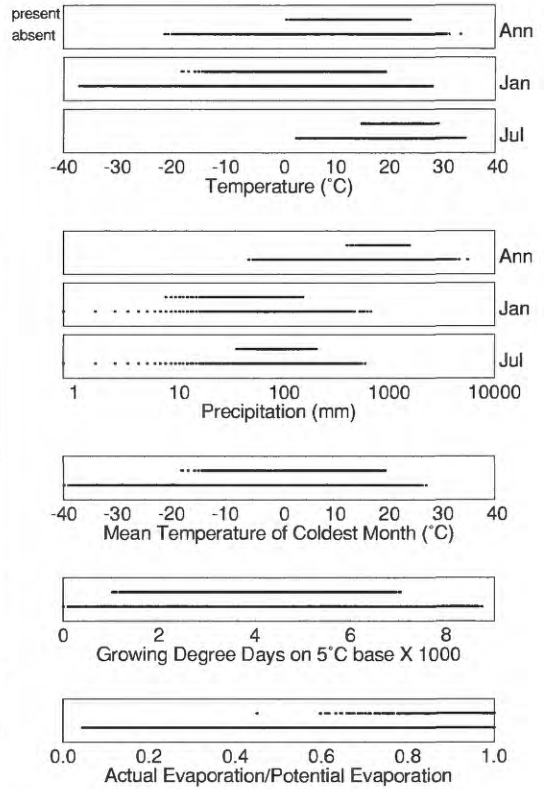 present
absent
Ann
Jan
Jul
-40 -30 -20 -10 0 10 20 30 40
Temperature (˚C)
Ann
Jan
Jul
1 10 100 1000 10000
Precipitation (mm)
-40 -30 -20 -10 0 10 20 30 40
Mean Temperature of Coldest Month (˚C)
0 2 4 6 8
Growing Degree Days on 5˚C base X 1000
0.0 0.2 0.4 0.6 0.8 1.0
Actual Evaporation/Potential Evaporation